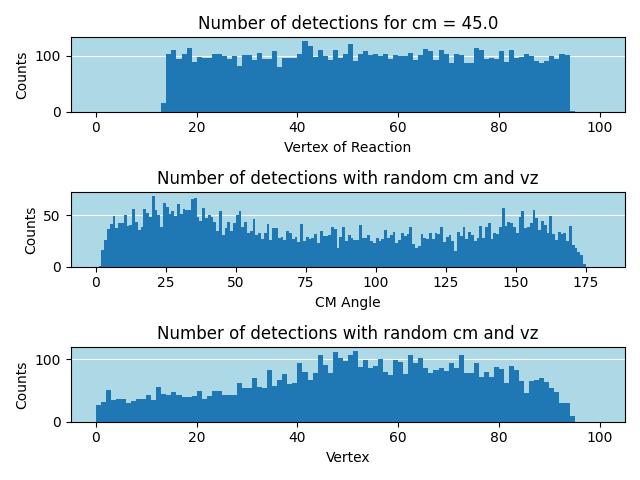 Number of detections for cm = 45.0
100
0
Counts
0 20 40 60 80 100
Vertex of Reaction
Number of detections with random cm and vz
50
0
Counts
0 25 50 75 100 125 150 175
CM Angle
Number of detections with random cm and vz
100
0
Counts
0 20 40 60 80 100
Vertex